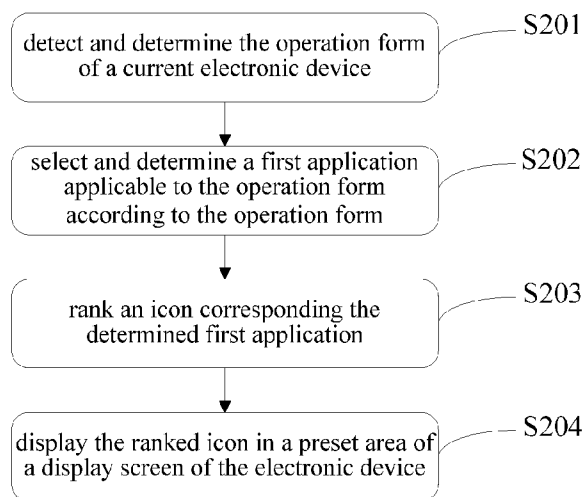 detect and determine the operation form
of a current electronic device
S201
select and determine a first application
applicable to the operation form
according to the operation form
S202
rank an icon corresponding the
determined first application
S203
display the ranked icon in a preset area of
a display screen of the electronic device
S204